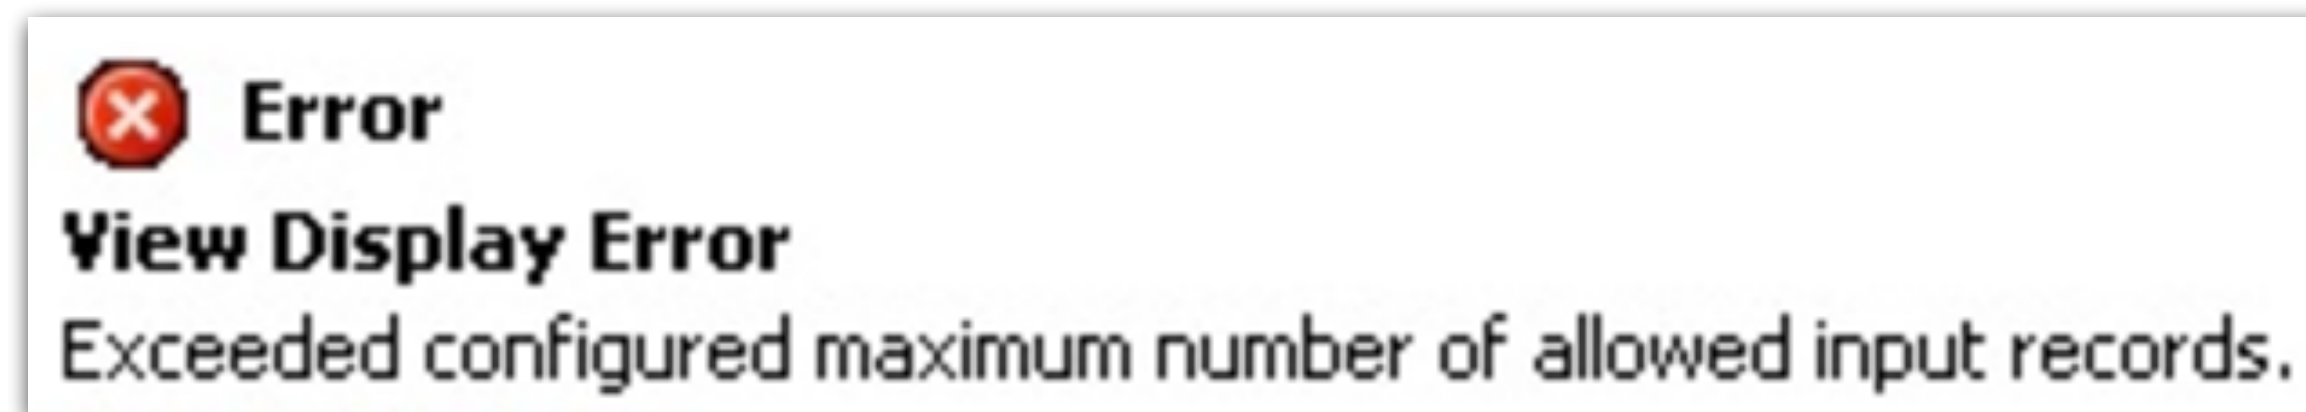 Error
View Display Error
Exceeded configured maximum number of allowed input records.